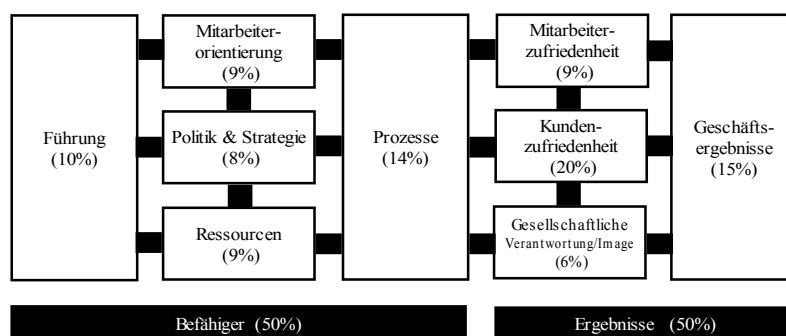 Führung
(10%)
Mitarbeiter-
orientierung
(9%)
Politik & Strategie
(8%)
Ressourcen
(9%)
Prozesse
(14%)
Mitarbeiter-
zufriedenheit
(9%)
Kunden-
zufriedenheit
(20%)
Gesellschaftliche
Verantwortung/Image
(6%)
Geschäfts-
ergebnisse
(15%)
Befähiger (50%)
Ergebnisse (50%)